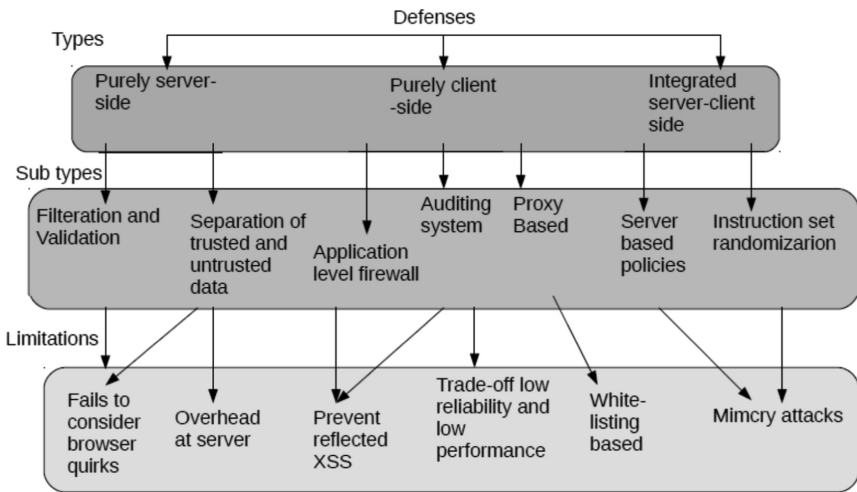 Defenses
Types
Purely server-
side
Purely client
-side
Integrated
server-client
side
Sub types
Filteration and
Validation
Separation of
trusted and
untrusted
data
Application
level firewall
Auditing
system
Proxy
Based
Server
based
policies
Instruction set
randomizarion
Limitations
Fails to
consider
browser
quirks
Overhead
at server
Prevent
reflected
XSS
Trade-off low
reliability and
low
performance
White-
listing
based
Mimcry attacks